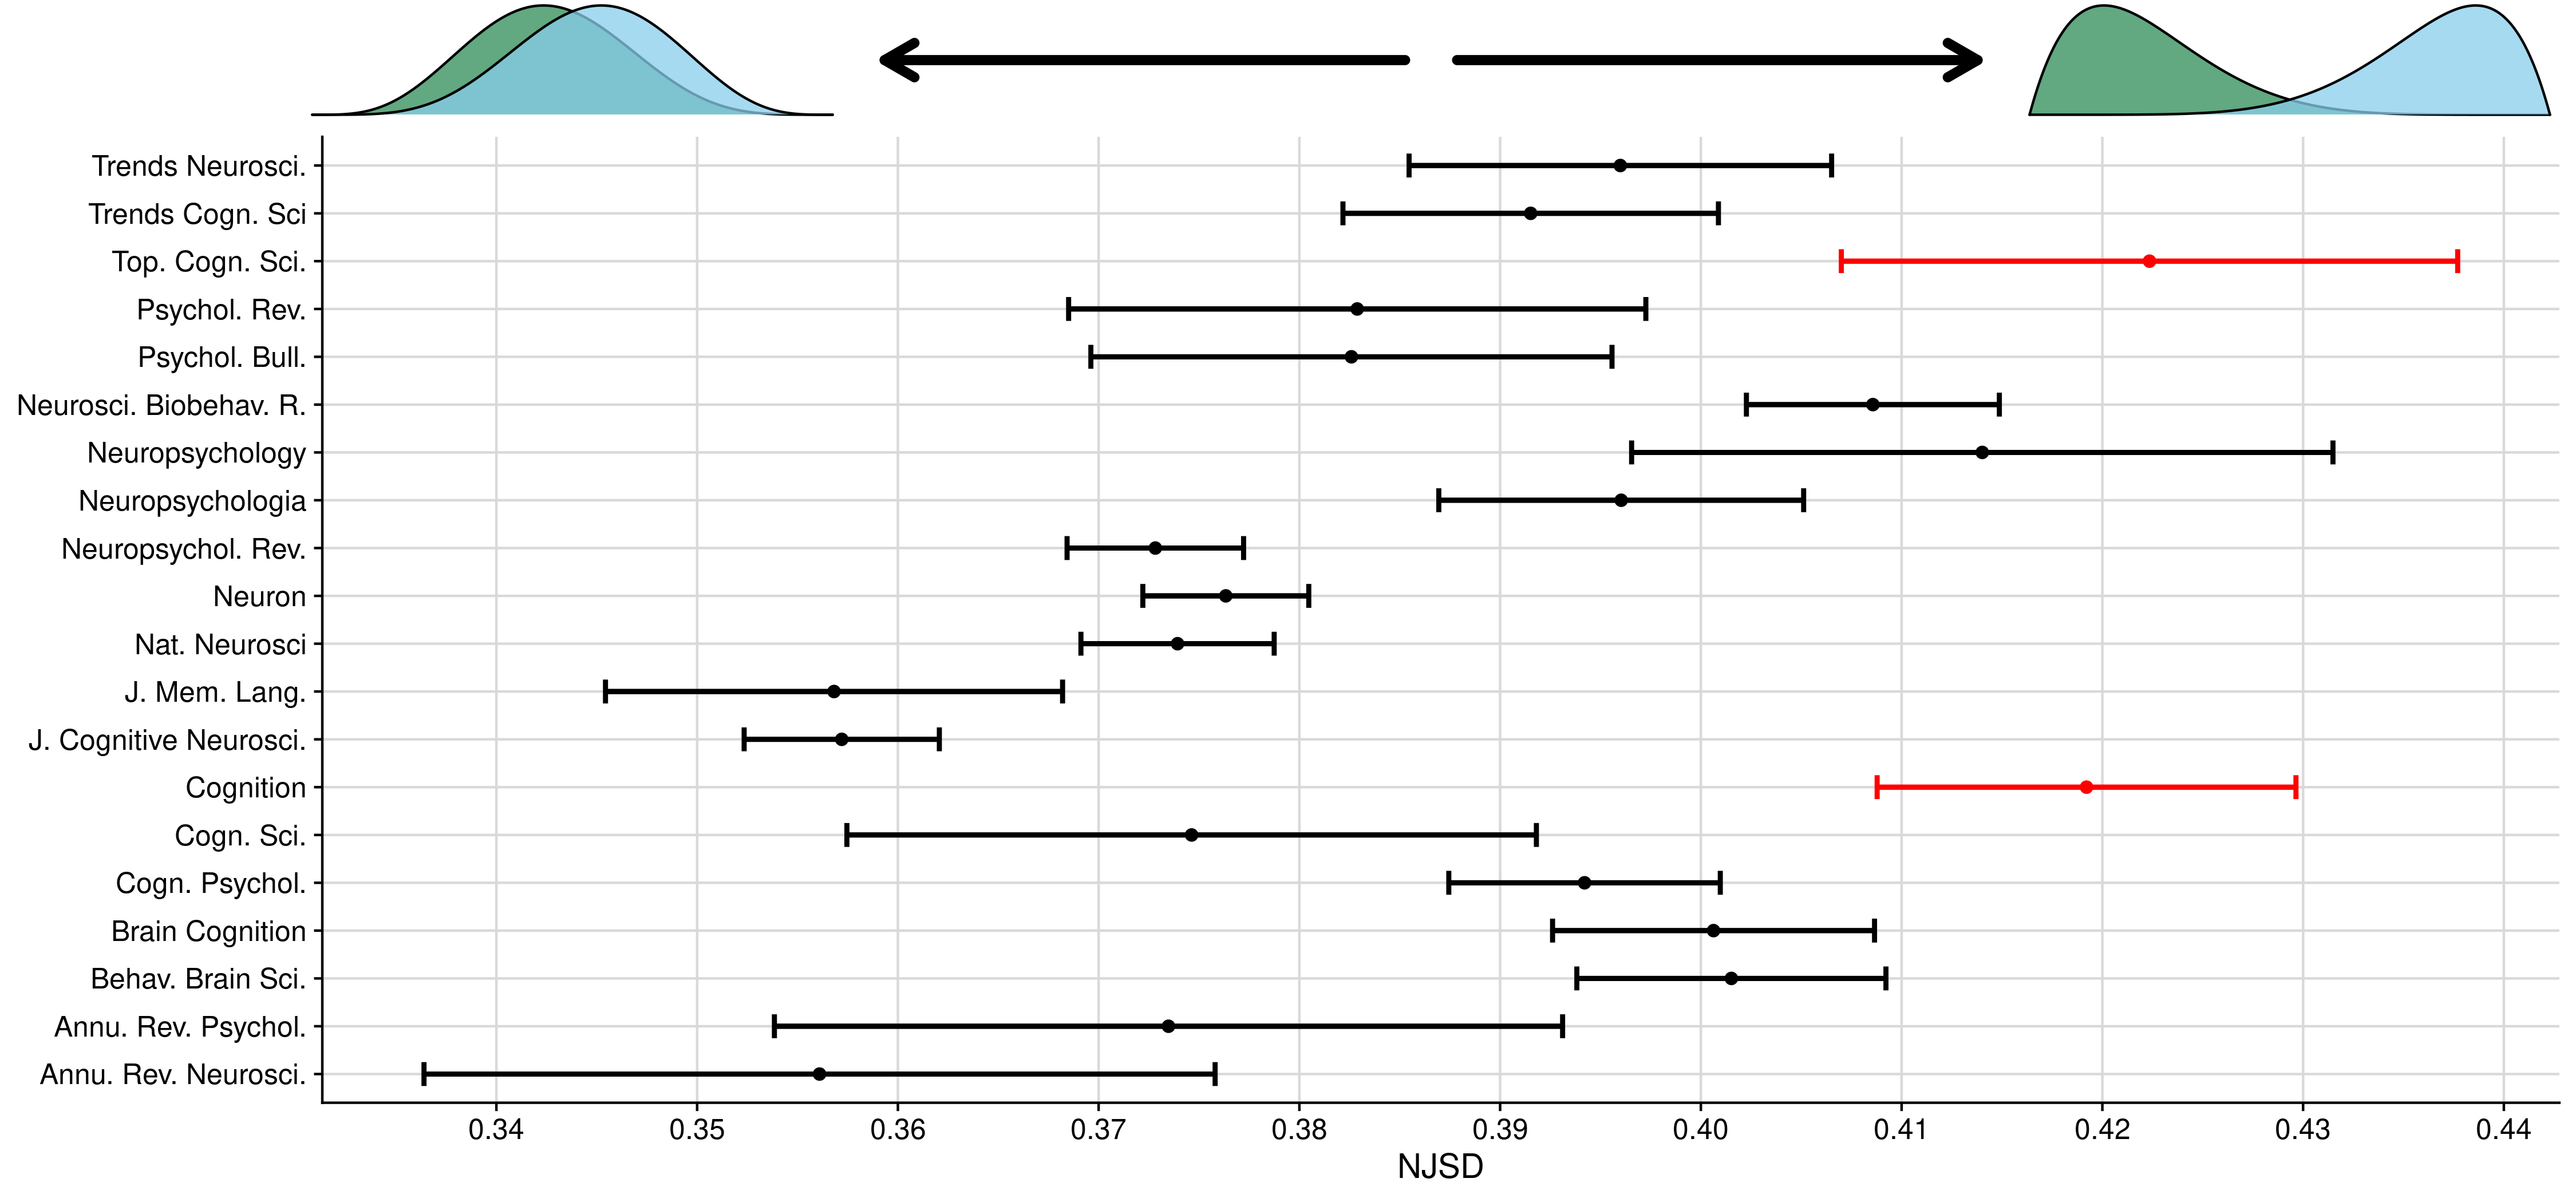 Trends Neurosci.
Trends Cogn. Sci
Top. Cogn. Sci.
Psychol. Rev.
Psychol. Bull.
Neurosci. Biobehav. R.
Neuropsychology
Neuropsychologia
Neuropsychol. Rev.
Neuron
Nat. Neurosci
J. Mem. Lang.
J. Cognitive Neurosci.
Cognition
Cogn. Sci.
Cogn. Psychol.
Brain Cognition
Behav. Brain Sci.
Annu. Rev. Psychol.
Annu. Rev. Neurosci.
0.34 0.35 0.36 0.37 0.38 0.39 0.40 0.41 0.42 0.43 0.44
NJSD